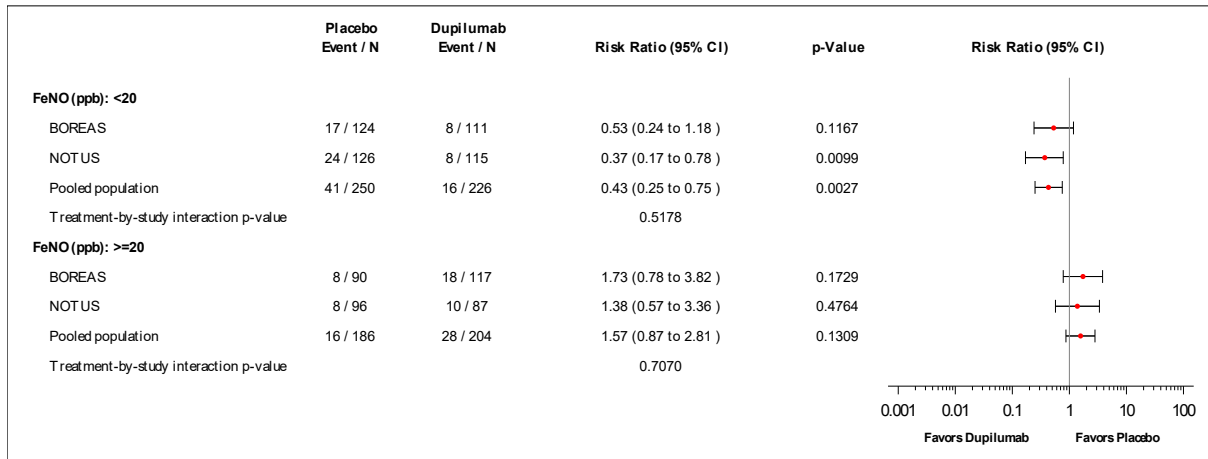 Placebo Dupilumab
Event / N Event / N Risk Ratio (95% CI) p-Value Risk Ratio (95% CI)
FeNO (ppb): <20
BOREAS 17 / 124 8 / 111 0.53 (0.24 to 1.18 ) 0.1167
NOTUS 24 / 126 8 / 115 0.37 (0.17 to 0.78 ) 0.0099
Pooled population 41 / 250 16 / 226 0.43 (0.25 to 0.75 ) 0.0027
Treatment-by-study interaction p-value 0.5178
FeNO (ppb): >=20
BOREAS 8 / 90 18 / 117 1.73 (0.78 to 3.82 ) 0.1729
NOTUS 8 / 96 10 / 87 1.38 (0.57 to 3.36 ) 0.4764
Pooled population 16 / 186 28 / 204 1.57 (0.87 to 2.81 ) 0.1309
Treatment-by-study interaction p-value 0.7070
0.001 0.01 0.1 1 10 100
Favors Dupilumab Favors Placebo